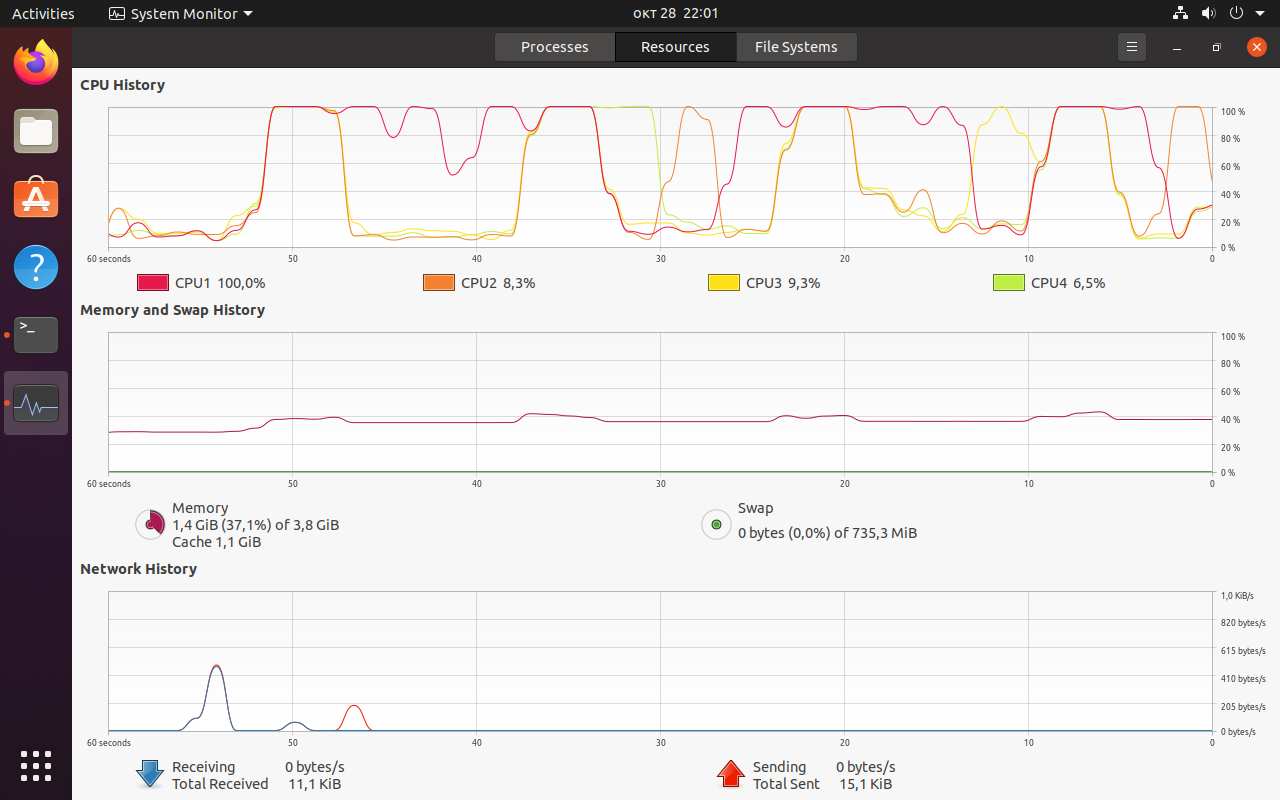 Activities System Monitor окт 28 22:01
Processes Resources File Systems
CPU History
100 %
80 %
60 %
40 %
20 %
0 %
60 seconds 50 40 30 20 10 0
CPU1 100,0% CPU2 8,3% CPU3 9,3% CPU4 6,5%
Memory and Swap History
100 %
80 %
60 %
40 %
20 %
0 %
60 seconds 50 40 30 20 10 0
Memory
1,4 GiB (37,1%) of 3,8 GiB
Cache 1,1 GiB
Swap
0 bytes (0,0%) of 735,3 MiB
Network History
1,0 KiB/s
820 bytes/s
615 bytes/s
410 bytes/s
205 bytes/s
0 bytes/s
60 seconds 50 40 30 20 10 0
Receiving 0 bytes/s
Total Received 11,1 KiB
Sending 0 bytes/s
Total Sent 15,1 KiB